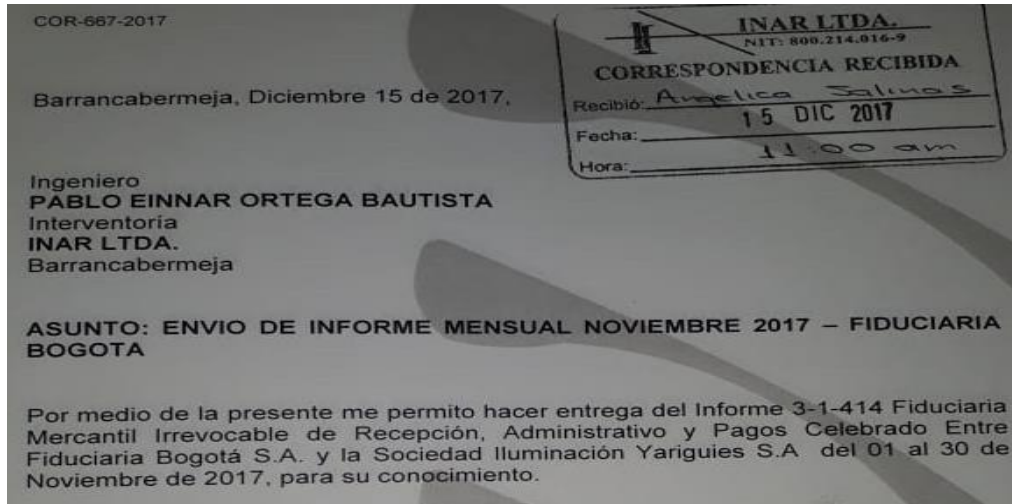 COR-667-2017
INAR LTDA.
NIT: 800.214.016-9
CORRESPONDENCIA RECIBIDA
Recibió: Angelica Salinas
Fecha: 15 DIC 2017
Hora: 11:00 am
Barrancabermeja, Diciembre 15 de 2017,
Ingeniero
PABLO EINNAR ORTEGA BAUTISTA
Interventoría
INAR LTDA.
Barrancabermeja
ASUNTO: ENVIO DE INFORME MENSUAL NOVIEMBRE 2017 – FIDUCIARIA
BOGOTA
Por medio de la presente me permito hacer entrega del Informe 3-1-414 Fiduciaria
Mercantil Irrevocable de Recepción, Administrativo y Pagos Celebrado Entre
Fiduciaria Bogotá S.A. y la Sociedad Iluminación Yariguies S.A del 01 al 30 de
Noviembre de 2017, para su conocimiento.